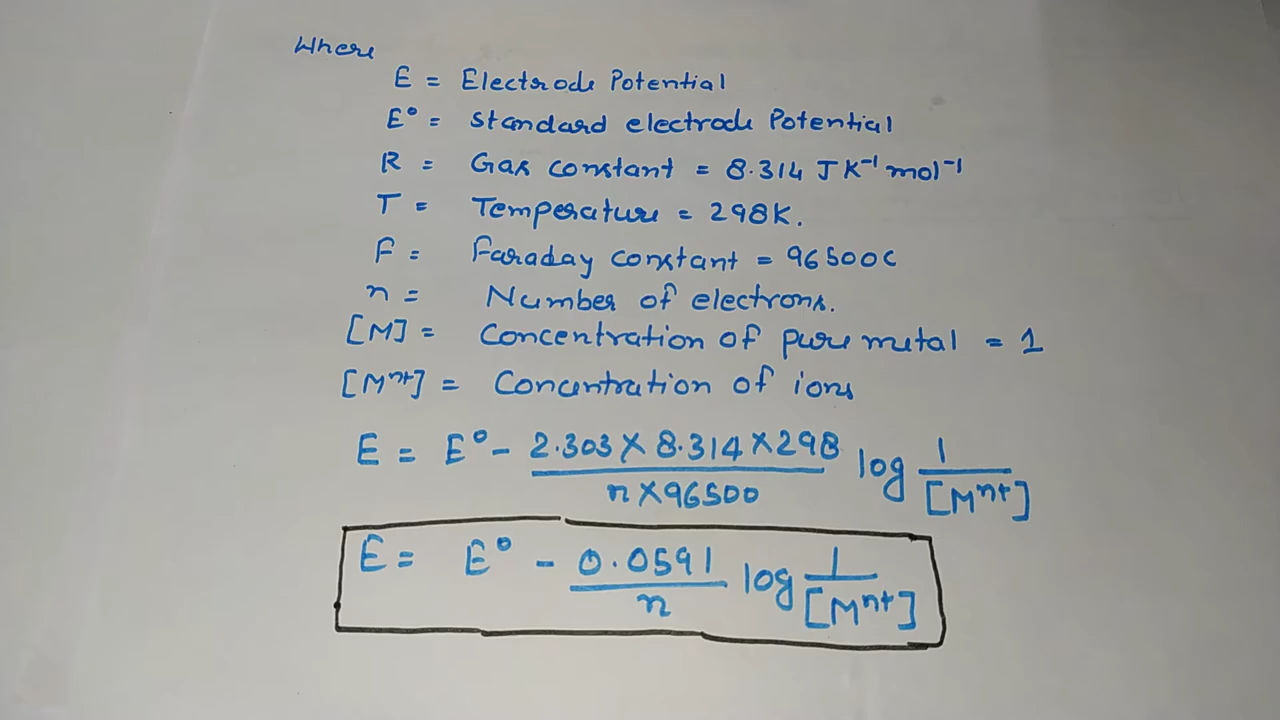 Where
E = Electrode Potential
E° = Standard electrode Potential
R = Gas constant = 8.314 J K⁻¹ mol⁻¹
T = Temperature = 298K.
F = Faraday constant = 96500C
n = Number of electrons.
[M] = Concentration of pure metal = 1
[Mⁿ⁺] = Concentration of ions
E = E° - 2.303 X 8.314 X 298 / n X 96500 log 1 / [Mⁿ⁺]
E = E° - 0.0591 / n log 1 / [Mⁿ⁺]